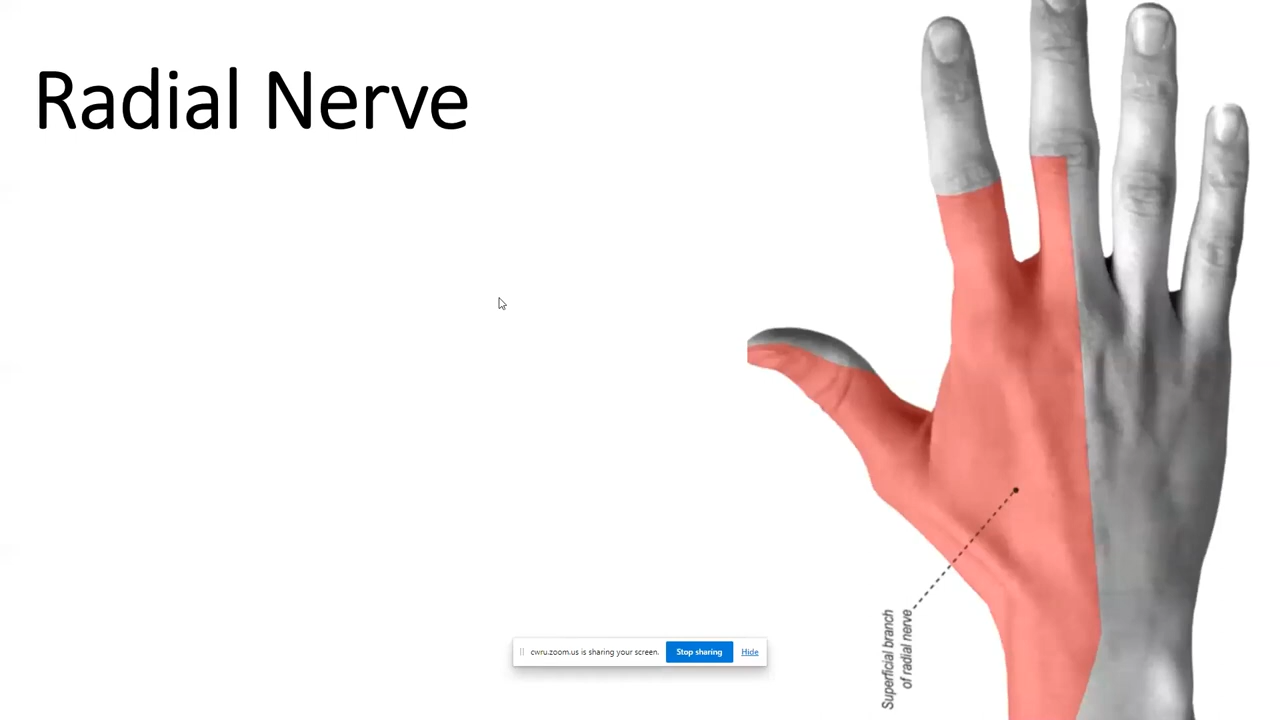 Radial Nerve
Superficial branch
of radial nerve
cwru.zoom.us is sharing your screen.
Stop sharing
Hide